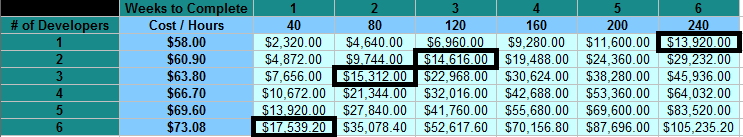 Weeks to Complete 1 2 3 4 5 6
# of Developers Cost / Hours 40 80 120 160 200 240
1 $58.00 $2,320.00 $4,640.00 $6,960.00 $9,280.00 $11,600.00 $13,920.00
2 $60.90 $4,872.00 $9,744.00 $14,616.00 $19,488.00 $24,360.00 $29,232.00
3 $63.80 $7,656.00 $15,312.00 $22,968.00 $30,624.00 $38,280.00 $45,936.00
4 $66.70 $10,672.00 $21,344.00 $32,016.00 $42,688.00 $53,360.00 $64,032.00
5 $69.60 $13,920.00 $27,840.00 $41,760.00 $55,680.00 $69,600.00 $83,520.00
6 $73.08 $17,539.20 $35,078.40 $52,617.60 $70,156.80 $87,696.00 $105,235.20